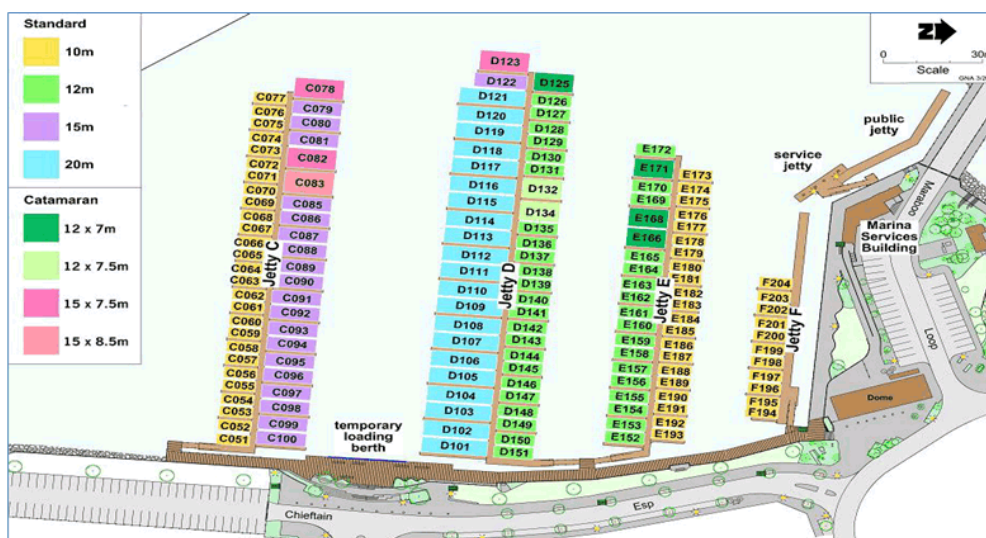 Standard
10m
12m
15m
20m
Catamaran
12 x 7m
12 x 7.5m
15 x 7.5m
15 x 8.5m
N
0
Scale
public
jetty
service
jetty
Maraboo
Loop
Marina
Services
Building
Dome
temporary
loading
berth
Chieftain
Esp
Jetty C
Jetty D
Jetty E
Jetty F
C077
C076
C075
C074
C073
C072
C071
C070
C069
C068
C067
C066
C065
C064
C063
C062
C061
C060
C059
C058
C057
C056
C055
C054
C053
C052
C051
C078
C079
C080
C081
C082
C083
C085
C086
C087
C088
C089
C090
C091
C092
C093
C094
C095
C096
C097
C098
C099
C100
D123
D122
D121
D120
D119
D118
D117
D116
D115
D114
D113
D112
D111
D110
D109
D108
D107
D106
D105
D104
D103
D102
D101
D125
D126
D127
D128
D129
D130
D131
D132
D134
D135
D136
D137
D138
D139
D140
D141
D142
D143
D144
D145
D146
D147
D148
D149
D150
D151
E172
E171
E170
E169
E168
E166
E165
E164
E163
E162
E161
E160
E159
E158
E157
E156
E155
E154
E153
E152
E173
E174
E175
E176
E177
E178
E179
E180
E181
E182
E183
E184
E185
E186
E187
E188
E189
E190
E191
E192
E193
F204
F203
F202
F201
F200
F199
F198
F197
F196
F195
F194